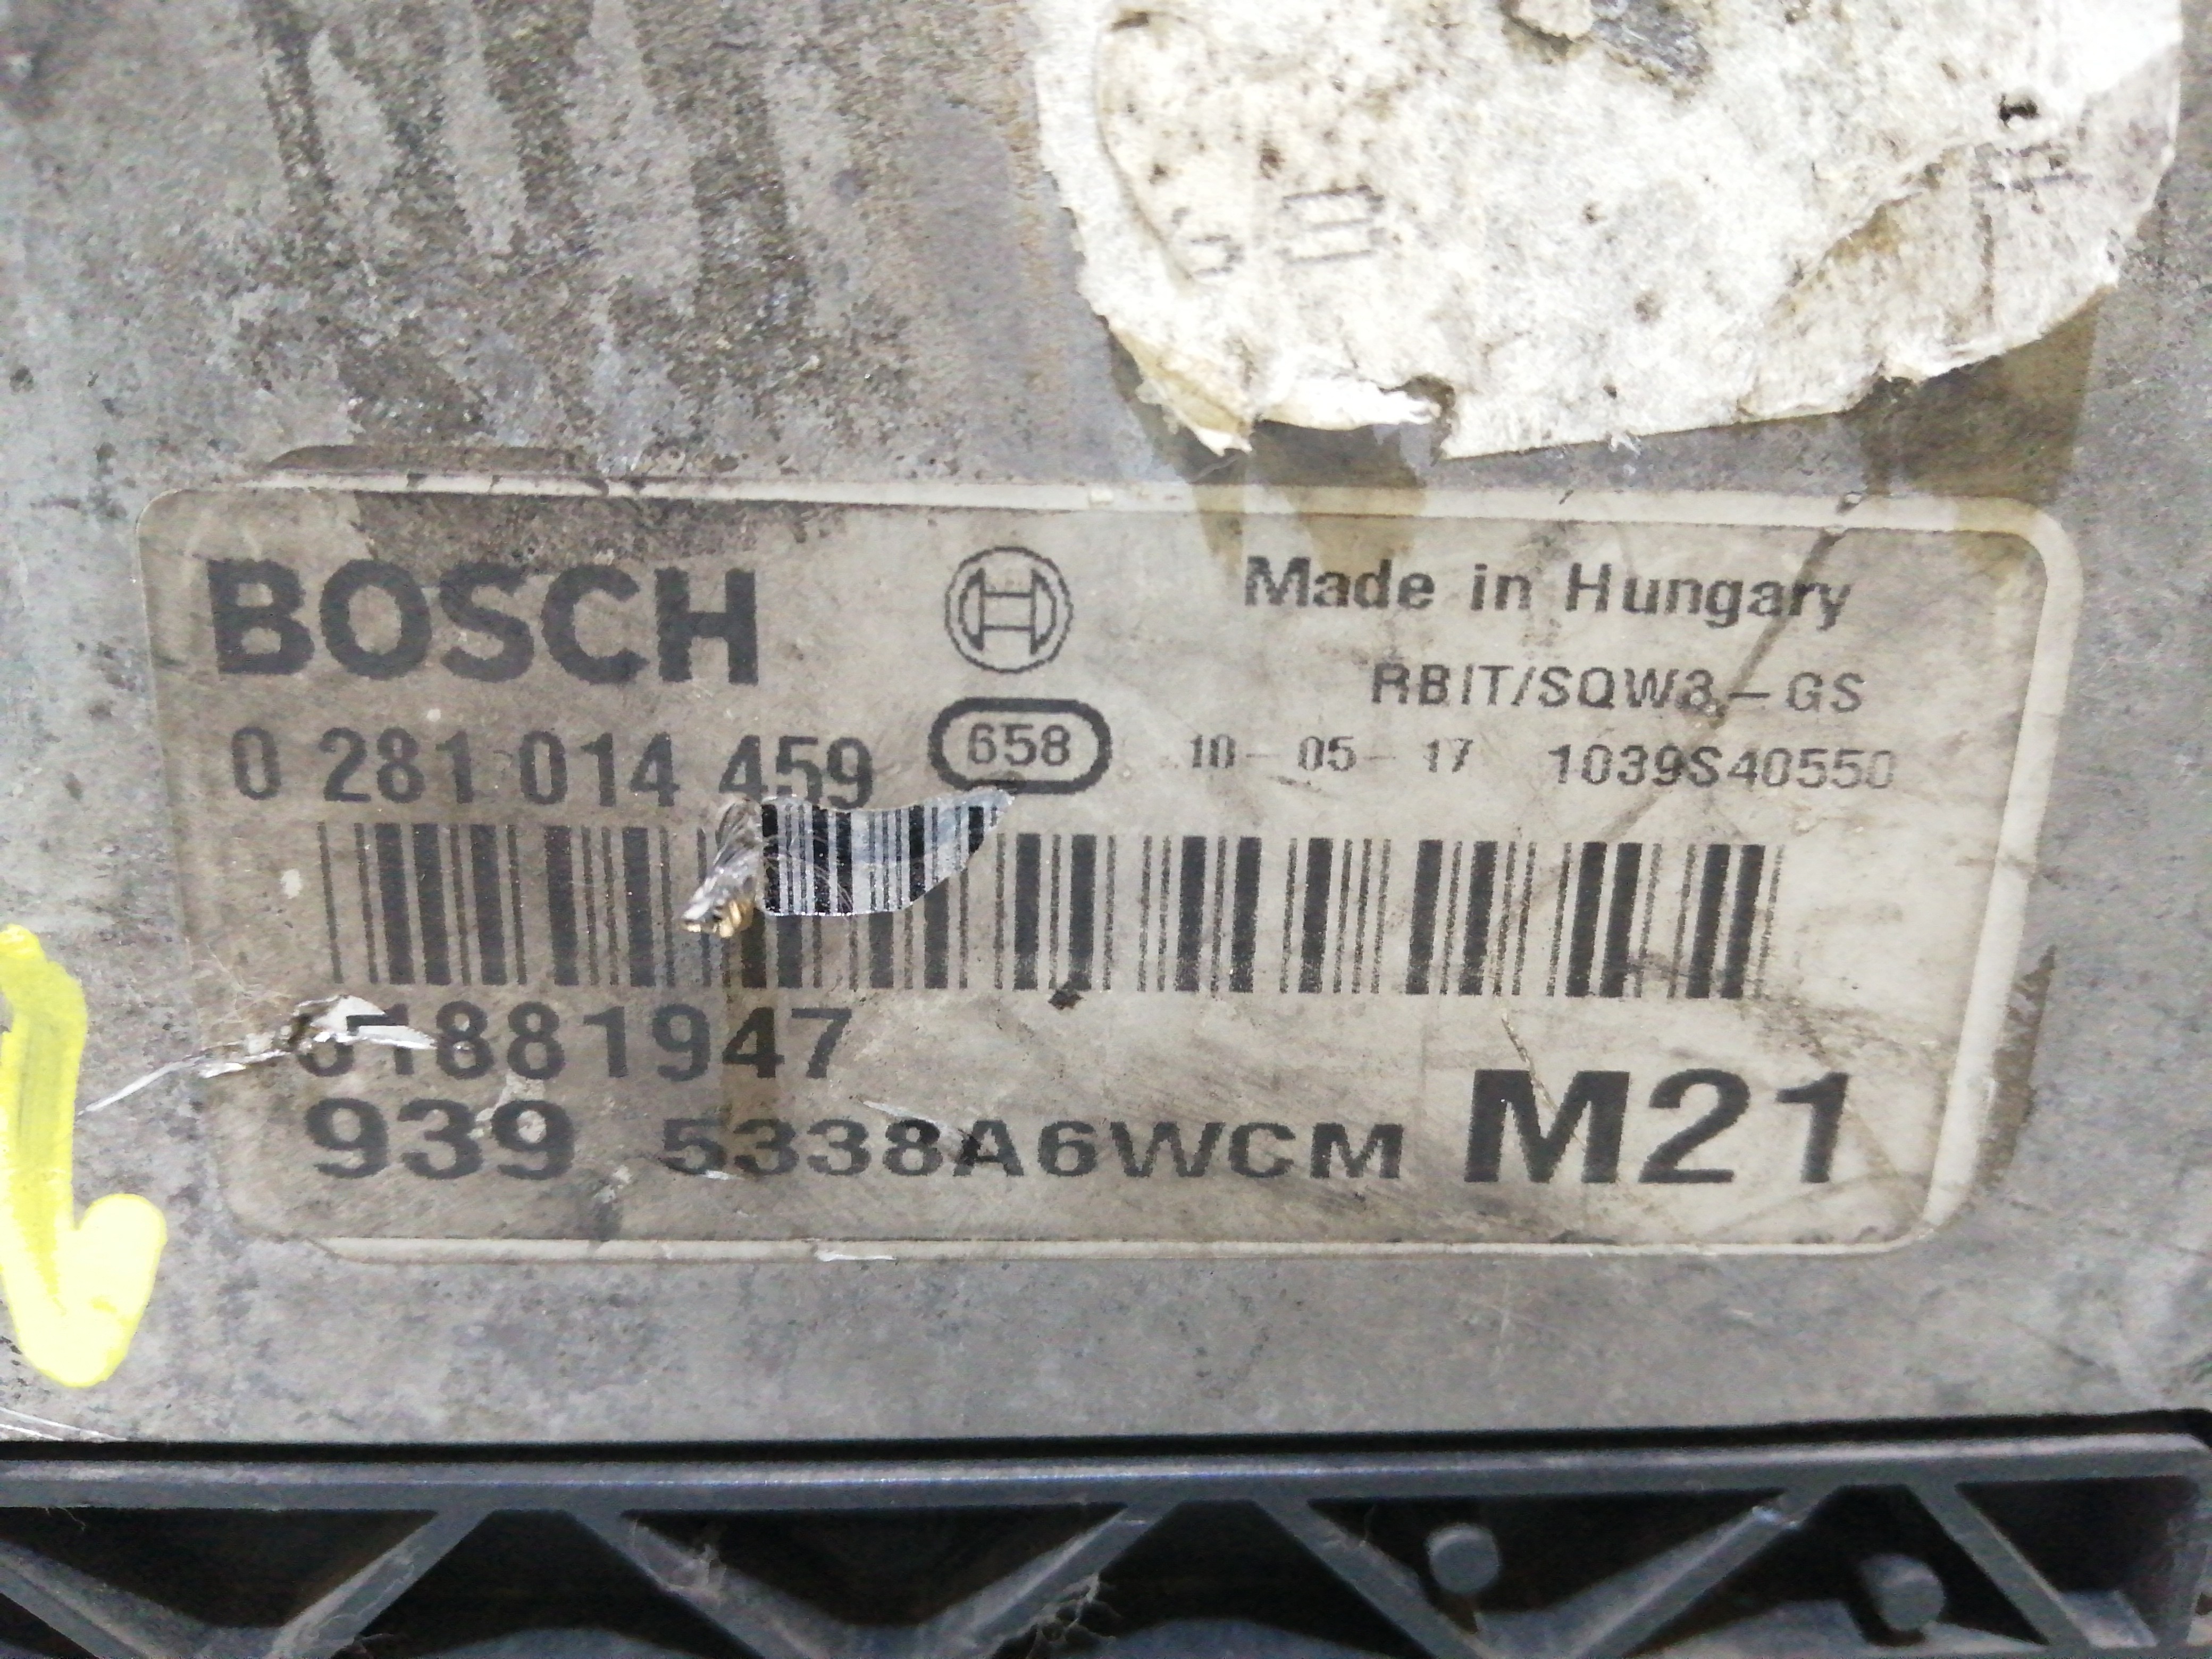 BOSCH
Made in Hungary
RBIT/SQW3,-GS
0 281 014 459
658
10-05-17 1039S40550
51881947
939 5338A6WCM M21